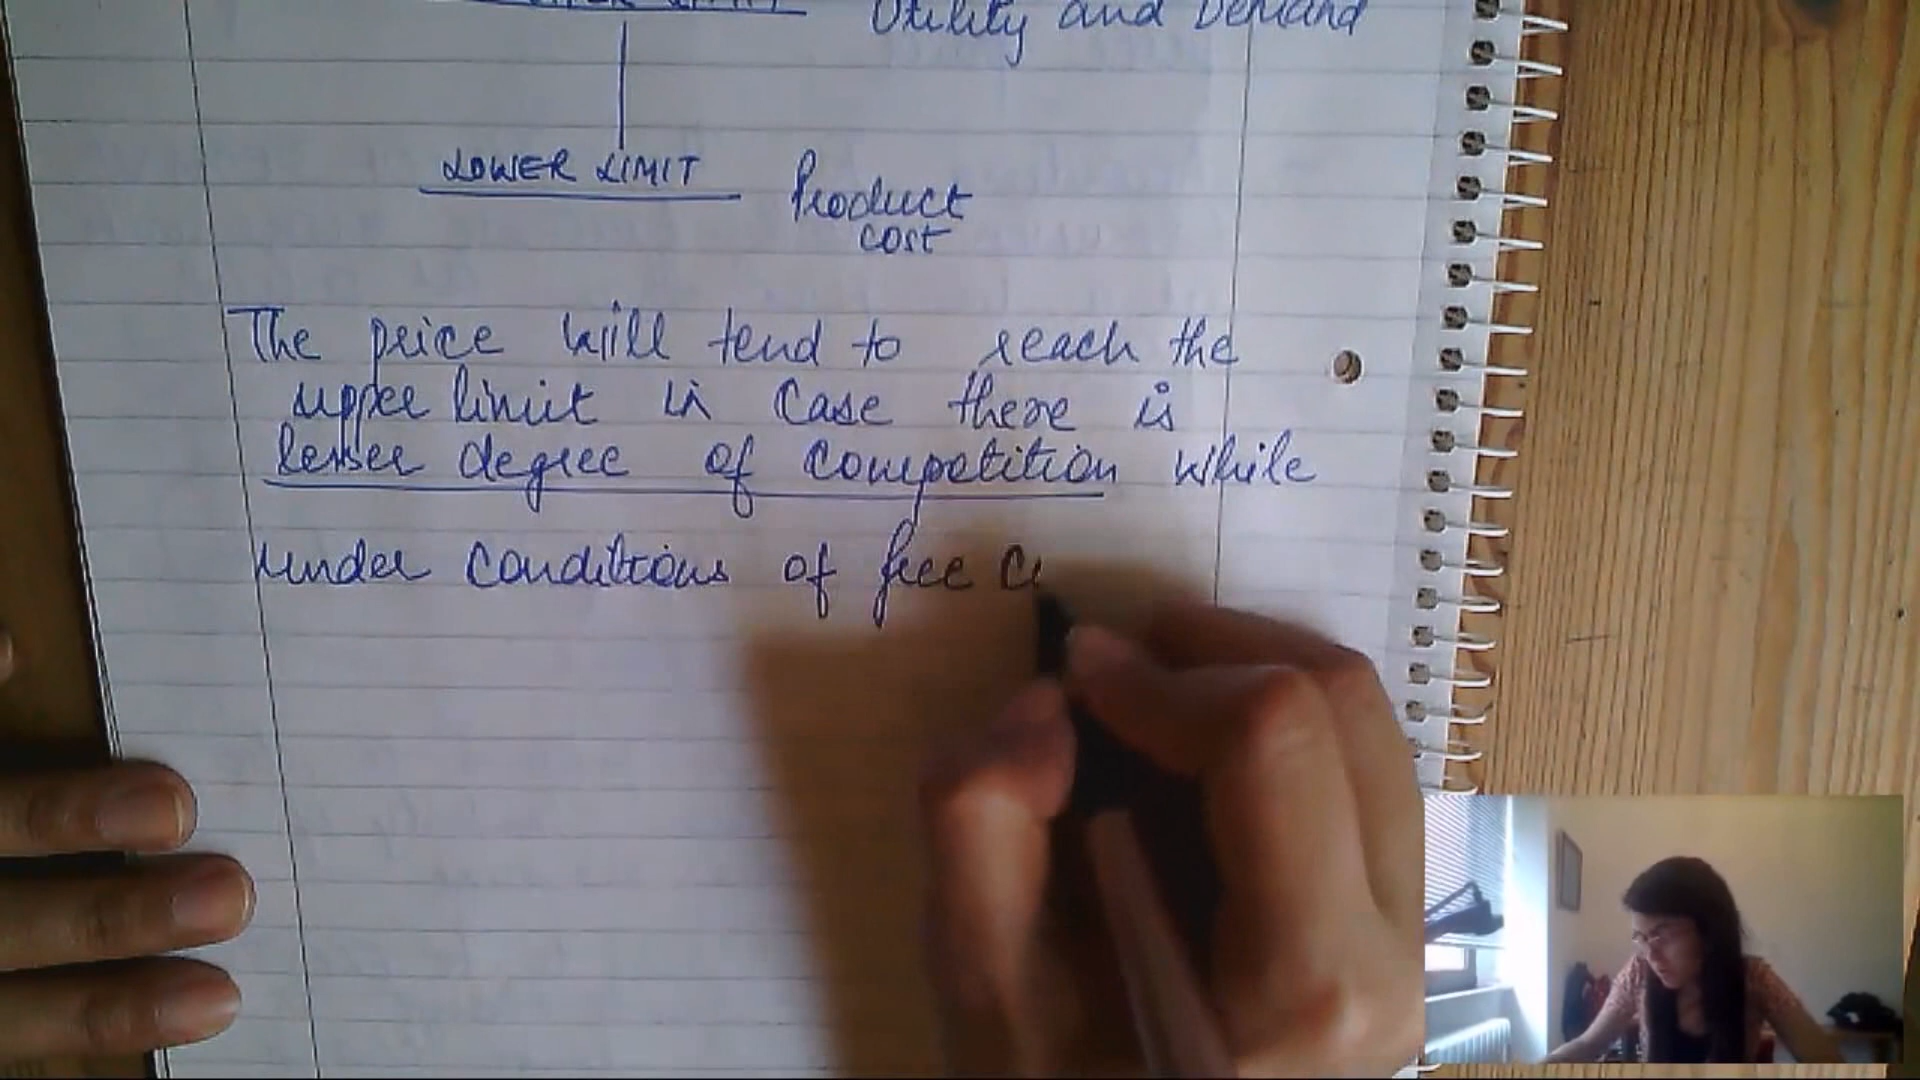 Utility and Demand
LOWER LIMIT
Product
cost
The price will tend to reach the
upper limit in Case there is
lesser degree of competition while
under conditions of free